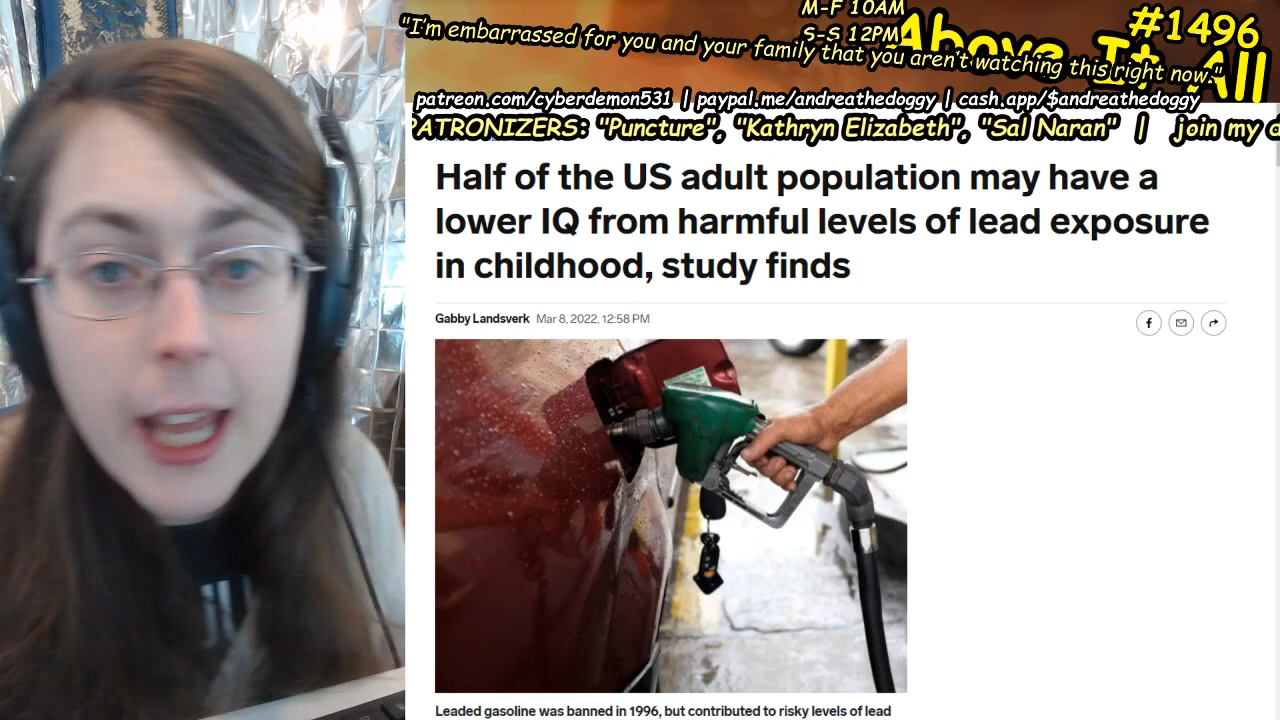 M-F 10AM
S-S 12PM
Above It All
#1496
"I'm embarrassed for you and your family that you aren't watching this right now."
patreon.com/cyberdemon531 | paypal.me/andreathedoggy | cash.app/$andreathedoggy
PATRONIZERS: "Puncture", "Kathryn Elizabeth", "Sal Naran" | join my d
Half of the US adult population may have a
lower IQ from harmful levels of lead exposure
in childhood, study finds
Gabby Landsverk Mar 8, 2022, 12:58 PM
Leaded gasoline was banned in 1996, but contributed to risky levels of lead